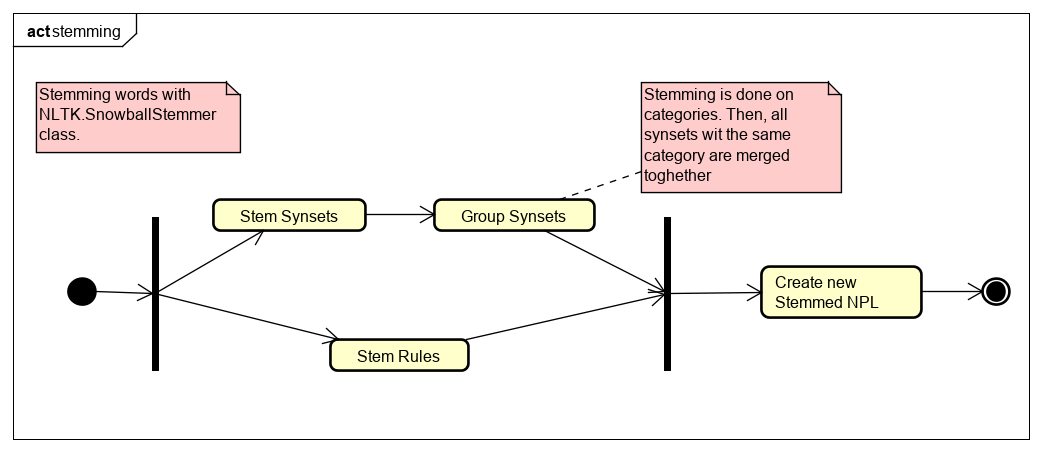 act stemming
Stemming words with
NLTK.SnowballStemmer
class.
Stemming is done on
categories. Then, all
synsets wit the same
category are merged
toghether
Stem Synsets
Group Synsets
Create new
Stemmed NPL
Stem Rules